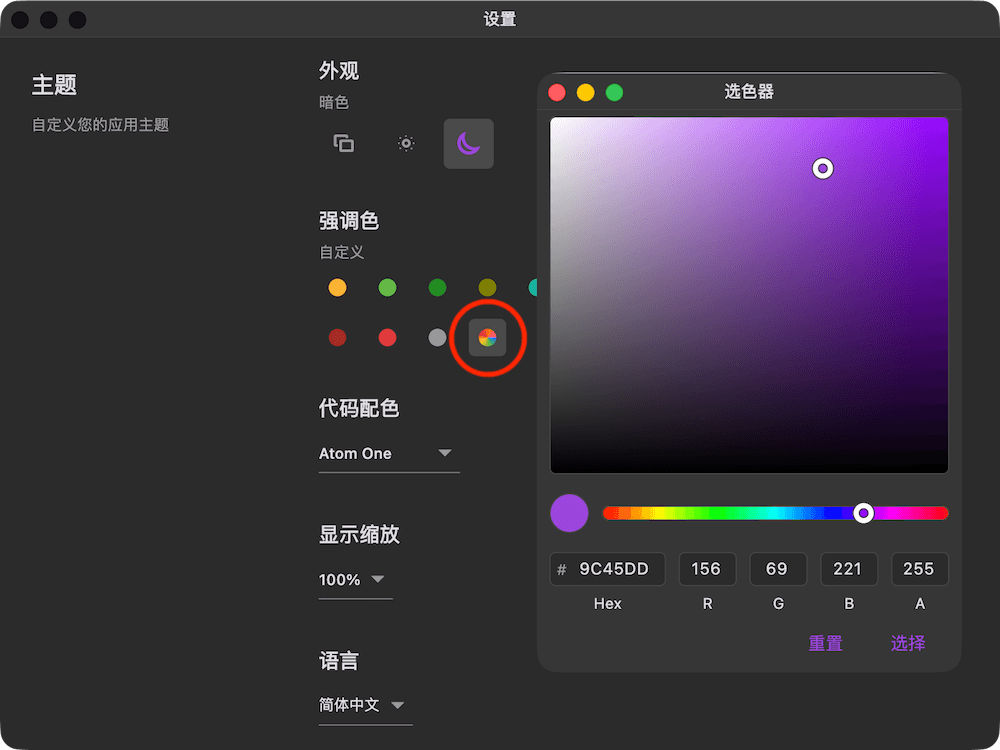 设置
主题
自定义您的应用主题
外观
暗色
强调色
自定义
代码配色
Atom One
显示缩放
100%
语言
简体中文
选色器
# 9C45DD 156 69 221 255
Hex R G B A
重置 选择